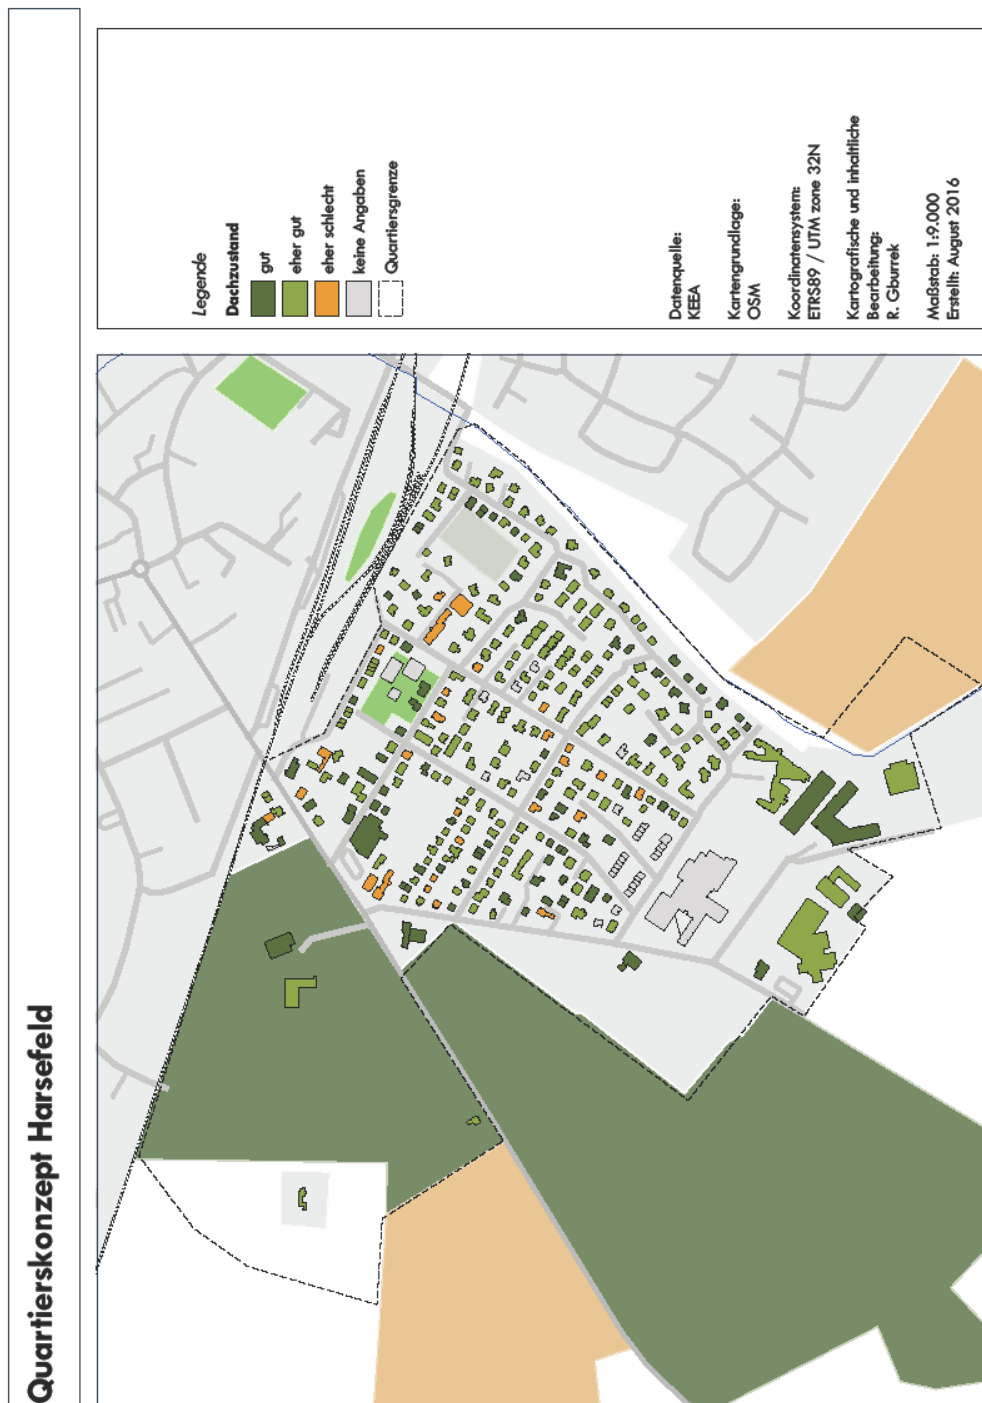 Quartierskonzept Harsefeld
Legende
Dachzustand
gut
eher gut
eher schlecht
keine Angaben
Quartiersgrenze
Datenquelle:
KEEA
Kartengrundlage:
OSM
Koordinatensystem:
ETRS89 / UTM zone 32N
Kartografische und inhaltliche
Bearbeitung:
R. Gburrek
Maßstab: 1:9.000
Erstellt: August 2016